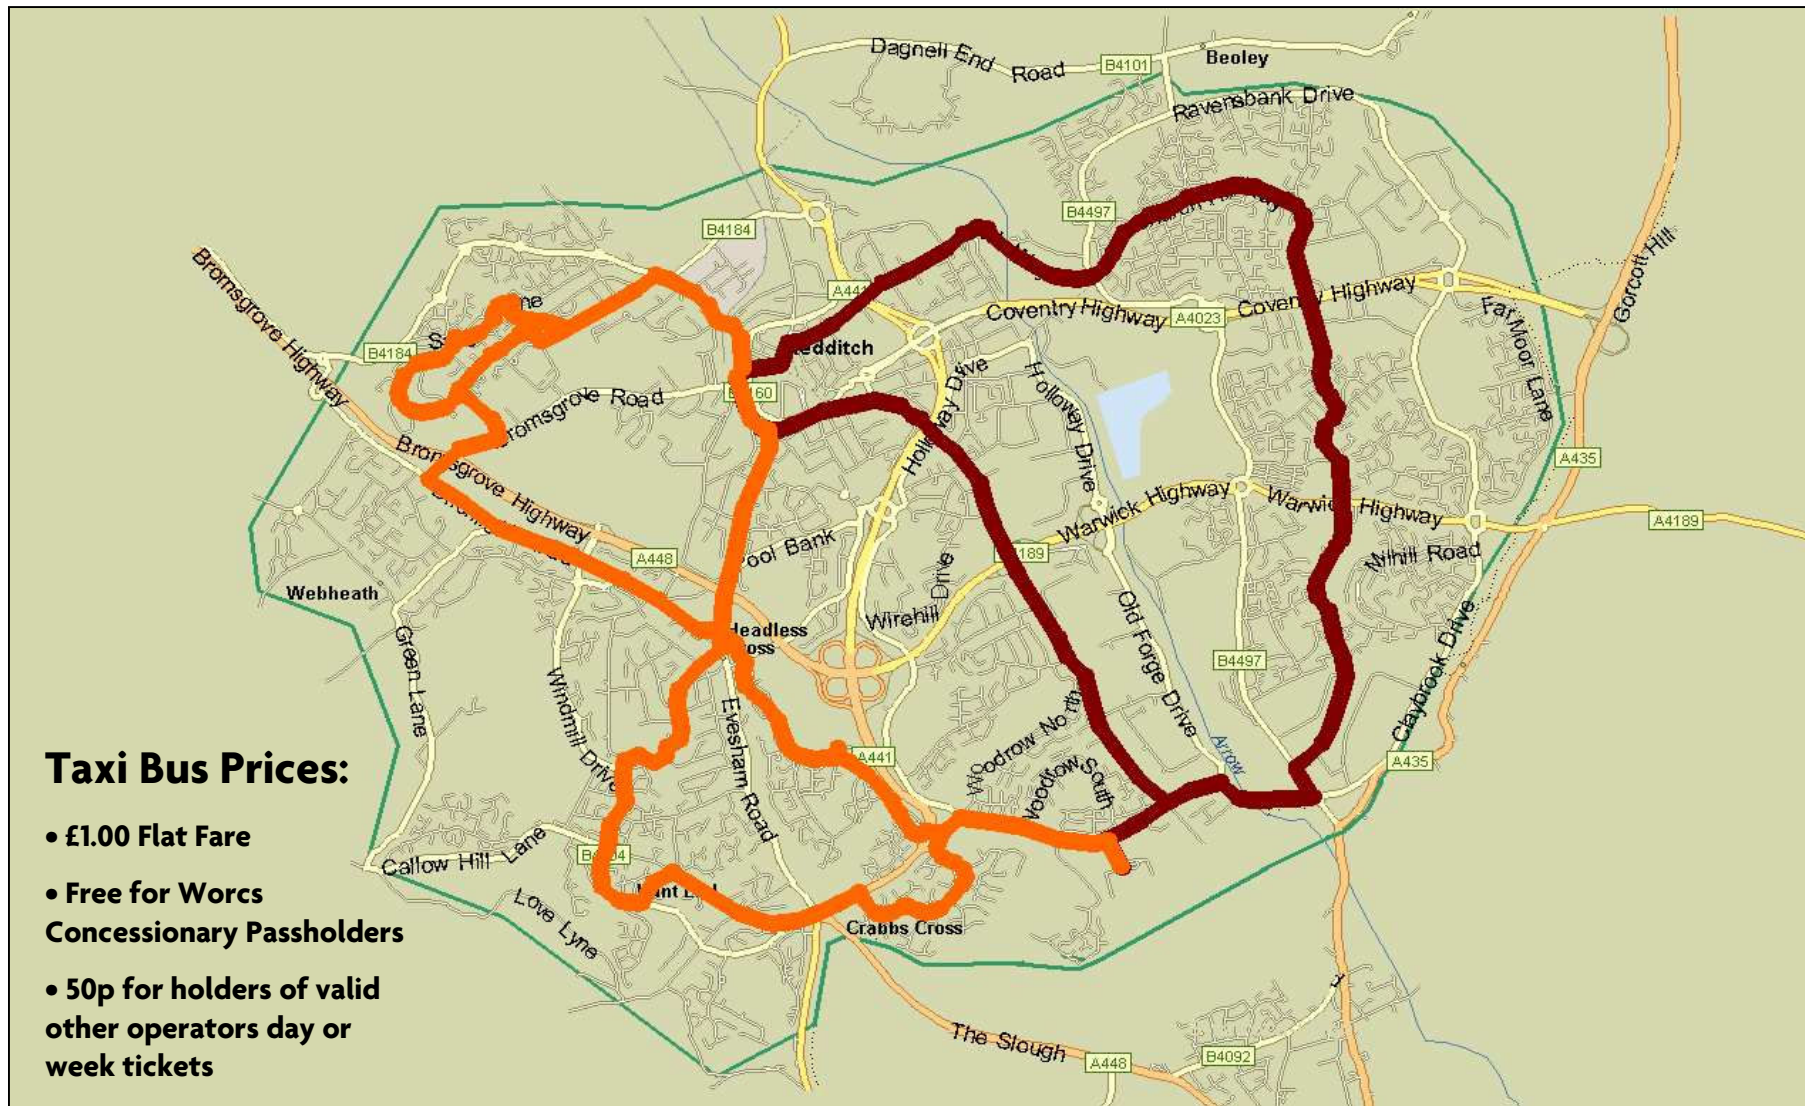 Dagnell End Road
B4101
Beoley
Ravensbank Drive
B4497
B4184
Bromsgrove Highway
Gorcott Hill
A441
Coventry Highway
A4023
Coventry Highway
Far Moor Lane
B4184
Redditch
Holloway Drive
Bromsgrove Road
Holloway Drive
A435
Bromsgrove Highway
Warwick Highway
Warwick Highway
A4189
A448
Pool Bank
Nilhill Road
Webheath
Wirehill Drive
Old Forge Drive
Headless
Cross
Green Lane
B4497
Claybrook Drive
Windmill Drive
Evesham Road
Woodrow North
Arrow
A441
Woodrow South
A435
Taxi Bus Prices:
• £1.00 Flat Fare
Callow Hill Lane
• Free for Worcs
Concessionary Passholders
Love Lyne
Crabbs Cross
• 50p for holders of valid
other operators day or
week tickets
The Slough
A448
B4092